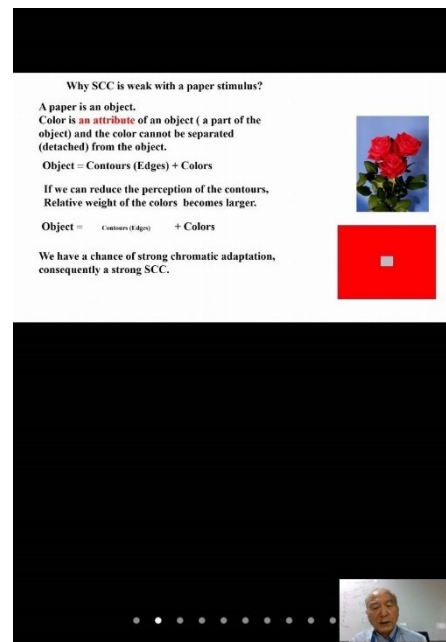 Why SCC is weak with a paper stimulus?
A paper is an object.
Color is an attribute of an object ( a part of the
object) and the color cannot be separated
(detached) from the object.
Object = Contours (Edges) + Colors
If we can reduce the perception of the contours,
Relative weight of the colors becomes larger.
Object = Contours (Edges) + Colors
We have a chance of strong chromatic adaptation,
consequently a strong SCC.